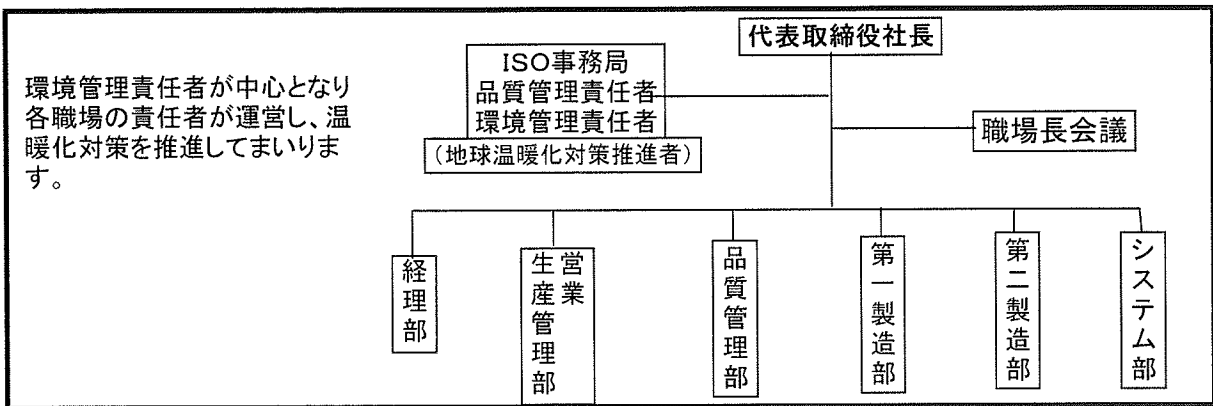 代表取締役社長
環境管理責任者が中心となり
各職場の責任者が運営し、温
暖化対策を推進してまいりま
す。
ISO事務局
品質管理責任者
環境管理責任者
（地球温暖化対策推進者）
職場長会議
経理部
営業
生産管理部
品質管理部
第一製造部
第二製造部
システム部